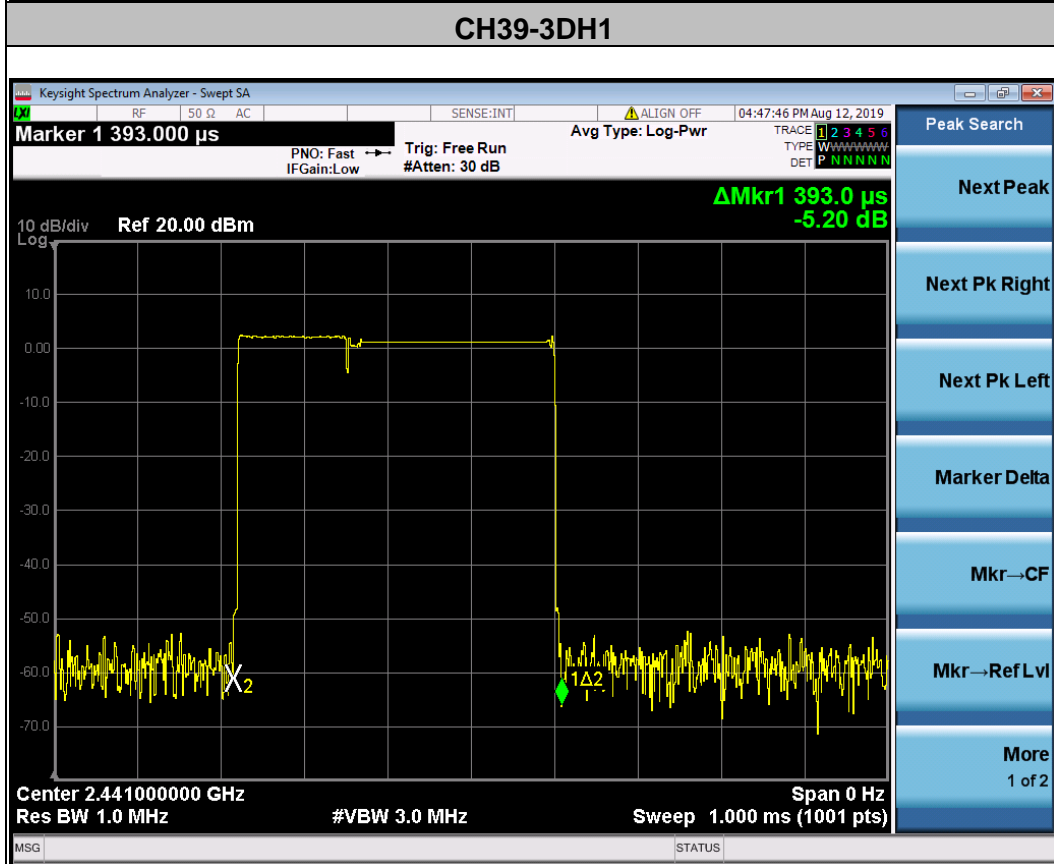 CH39-3DH1
Keysight Spectrum Analyzer - Swept SA
LXI RF 50 Ω AC SENSE:INT ALIGN OFF 04:47:46 PM Aug 12, 2019
Marker 1 393.000 µs
PNO: Fast
IFGain:Low
Trig: Free Run
#Atten: 30 dB
Avg Type: Log-Pwr
TRACE 1 2 3 4 5 6
TYPE WWWWWW
DET P N N N N N
Peak Search
Next Peak
Next Pk Right
Next Pk Left
Marker Delta
Mkr→CF
Mkr→Ref Lvl
More
1 of 2
ΔMkr1 393.0 µs
-5.20 dB
10 dB/div Ref 20.00 dBm
Log
10.0
0.00
-10.0
-20.0
-30.0
-40.0
-50.0
-60.0
-70.0
X2
1Δ2
Center 2.441000000 GHz Span 0 Hz
Res BW 1.0 MHz #VBW 3.0 MHz Sweep 1.000 ms (1001 pts)
MSG STATUS